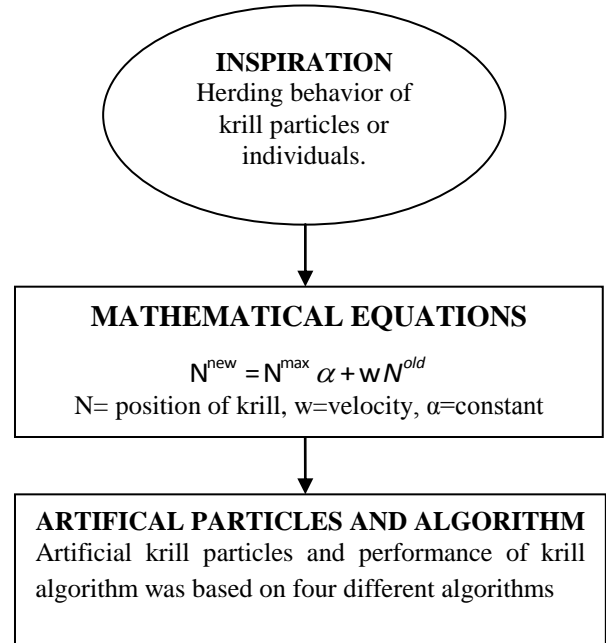 INSPIRATION
Herding behavior of
krill particles or
individuals.
MATHEMATICAL EQUATIONS
N^new = N^max α + w N^old
N= position of krill, w=velocity, α=constant
ARTIFICAL PARTICLES AND ALGORITHM
Artificial krill particles and performance of krill
algorithm was based on four different algorithms